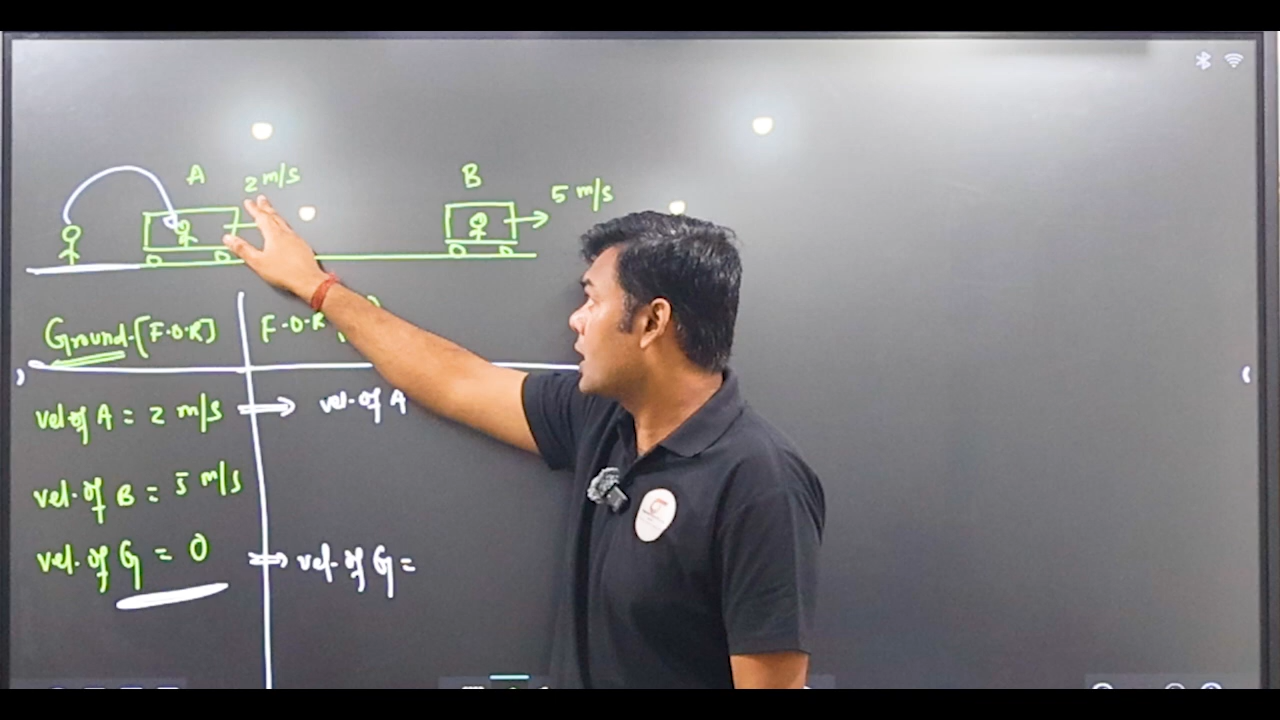 A 2 m/s
B 5 m/s
Ground-[F.O.R]
F.O.R
vel. of A = 2 m/s
vel. of A
vel. of B = 5 m/s
vel. of G = 0
vel. of G =